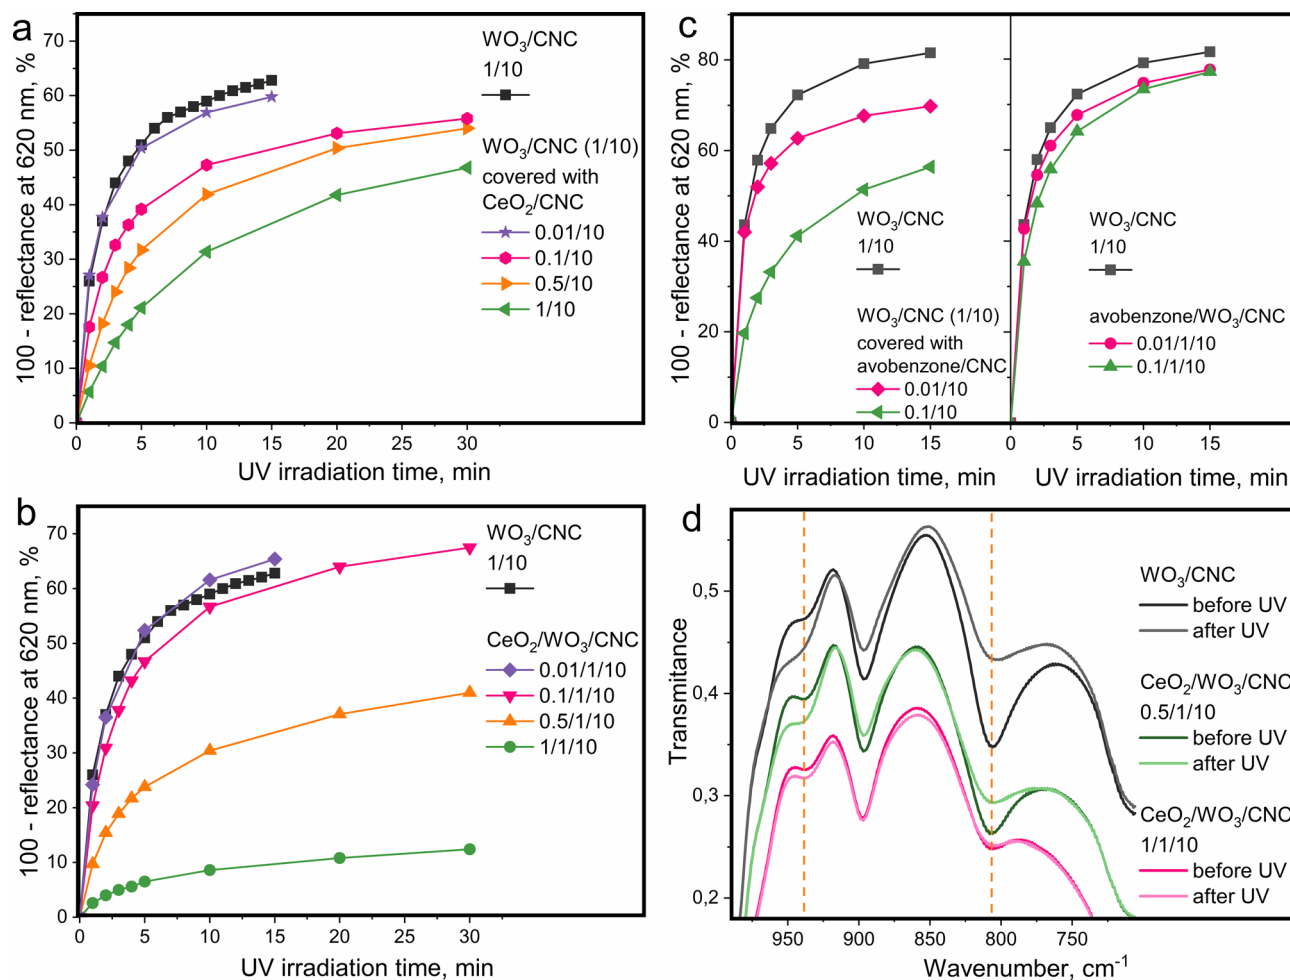 a
100 - reflectance at 620 nm, %
70
60
50
40
30
20
10
0
0 5 10 15 20 25 30
UV irradiation time, min
WO₃/CNC
1/10
WO₃/CNC (1/10)
covered with
CeO₂/CNC
0.01/10
0.1/10
0.5/10
1/10
c
100 - reflectance at 620 nm, %
80
60
40
20
0
0 5 10 15 0 5 10 15
UV irradiation time, min UV irradiation time, min
WO₃/CNC
1/10
WO₃/CNC (1/10)
covered with
avobenzone/CNC
0.01/10
0.1/10
WO₃/CNC
1/10
avobenzone/WO₃/CNC
0.01/1/10
0.1/1/10
b
100 - reflectance at 620 nm, %
70
60
50
40
30
20
10
0
0 5 10 15 20 25 30
UV irradiation time, min
WO₃/CNC
1/10
CeO₂/WO₃/CNC
0.01/1/10
0.1/1/10
0.5/1/10
1/1/10
d
Transmitance
0,5
0,4
0,3
0,2
950 900 850 800 750
Wavenumber, cm⁻¹
WO₃/CNC
before UV
after UV
CeO₂/WO₃/CNC
0.5/1/10
before UV
after UV
CeO₂/WO₃/CNC
1/1/10
before UV
after UV